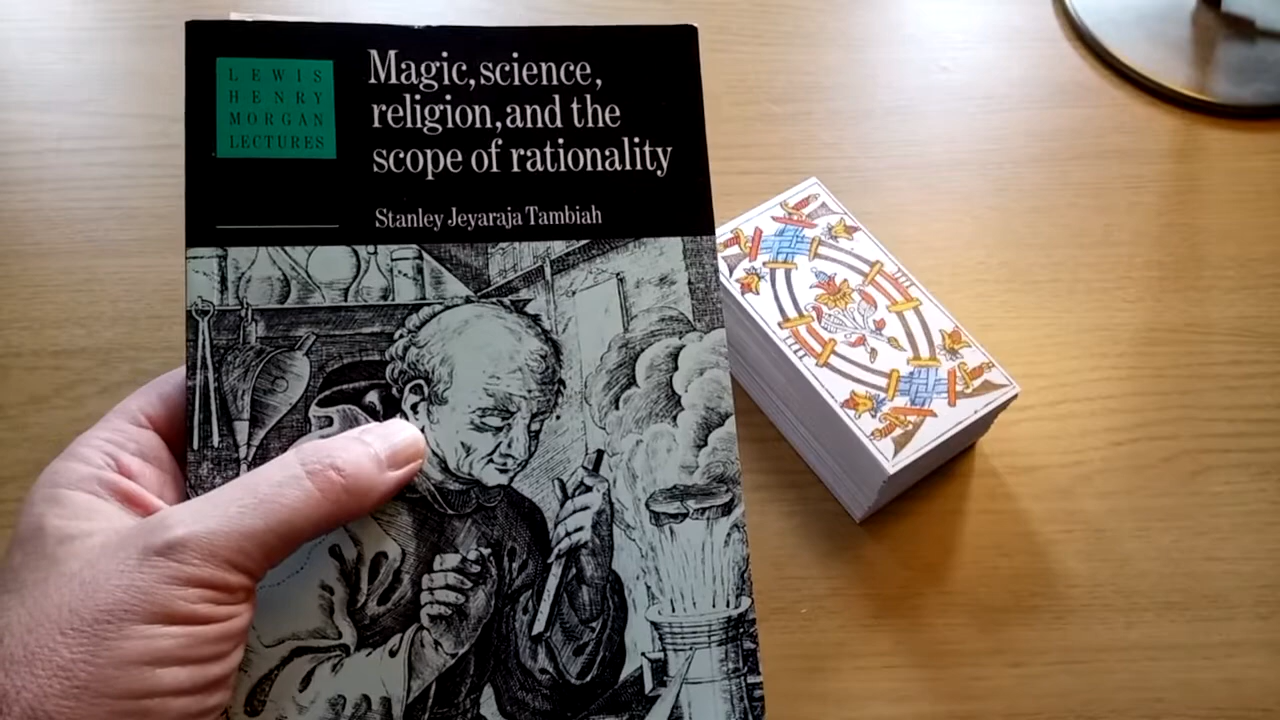 LEWIS
HENRY
MORGAN
LECTURES
Magic, science,
religion, and the
scope of rationality
Stanley Jeyaraja Tambiah